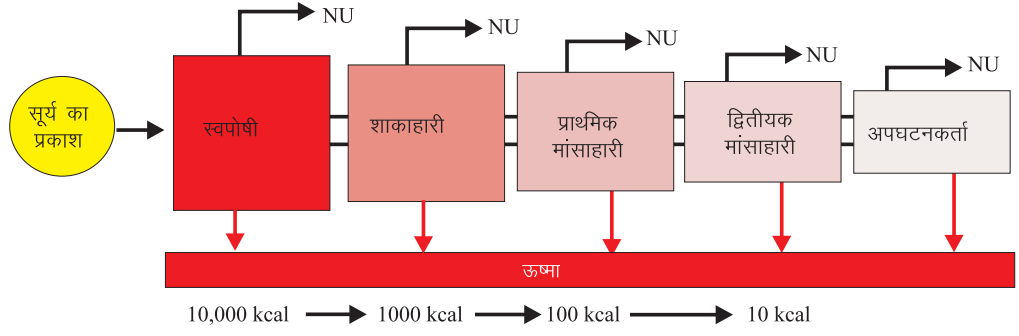 NU
NU
NU
NU
NU
सूर्य का
प्रकाश
स्वपोषी
शाकाहारी
प्राथमिक
मांसाहारी
द्वितीयक
मांसाहारी
अपघटनकर्ता
ऊष्मा
10,000 kcal 1000 kcal 100 kcal 10 kcal